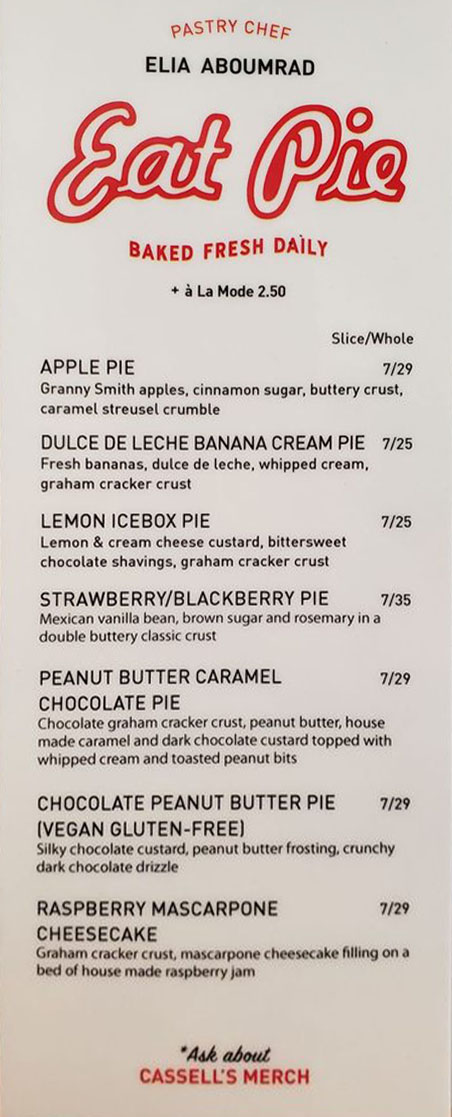 PASTRY CHEF
ELIA ABOUMRAD
Eat Pie
BAKED FRESH DAILY
+ à La Mode 2.50
Slice/Whole
APPLE PIE 7/29
Granny Smith apples, cinnamon sugar, buttery crust,
caramel streusel crumble
DULCE DE LECHE BANANA CREAM PIE 7/25
Fresh bananas, dulce de leche, whipped cream,
graham cracker crust
LEMON ICEBOX PIE 7/25
Lemon & cream cheese custard, bittersweet
chocolate shavings, graham cracker crust
STRAWBERRY/BLACKBERRY PIE 7/35
Mexican vanilla bean, brown sugar and rosemary in a
double buttery classic crust
PEANUT BUTTER CARAMEL 7/29
CHOCOLATE PIE
Chocolate graham cracker crust, peanut butter, house
made caramel and dark chocolate custard topped with
whipped cream and toasted peanut bits
CHOCOLATE PEANUT BUTTER PIE 7/29
(VEGAN GLUTEN-FREE)
Silky chocolate custard, peanut butter frosting, crunchy
dark chocolate drizzle
RASPBERRY MASCARPONE 7/29
CHEESECAKE
Graham cracker crust, mascarpone cheesecake filling on a
bed of house made raspberry jam
*Ask about
CASSELL'S MERCH